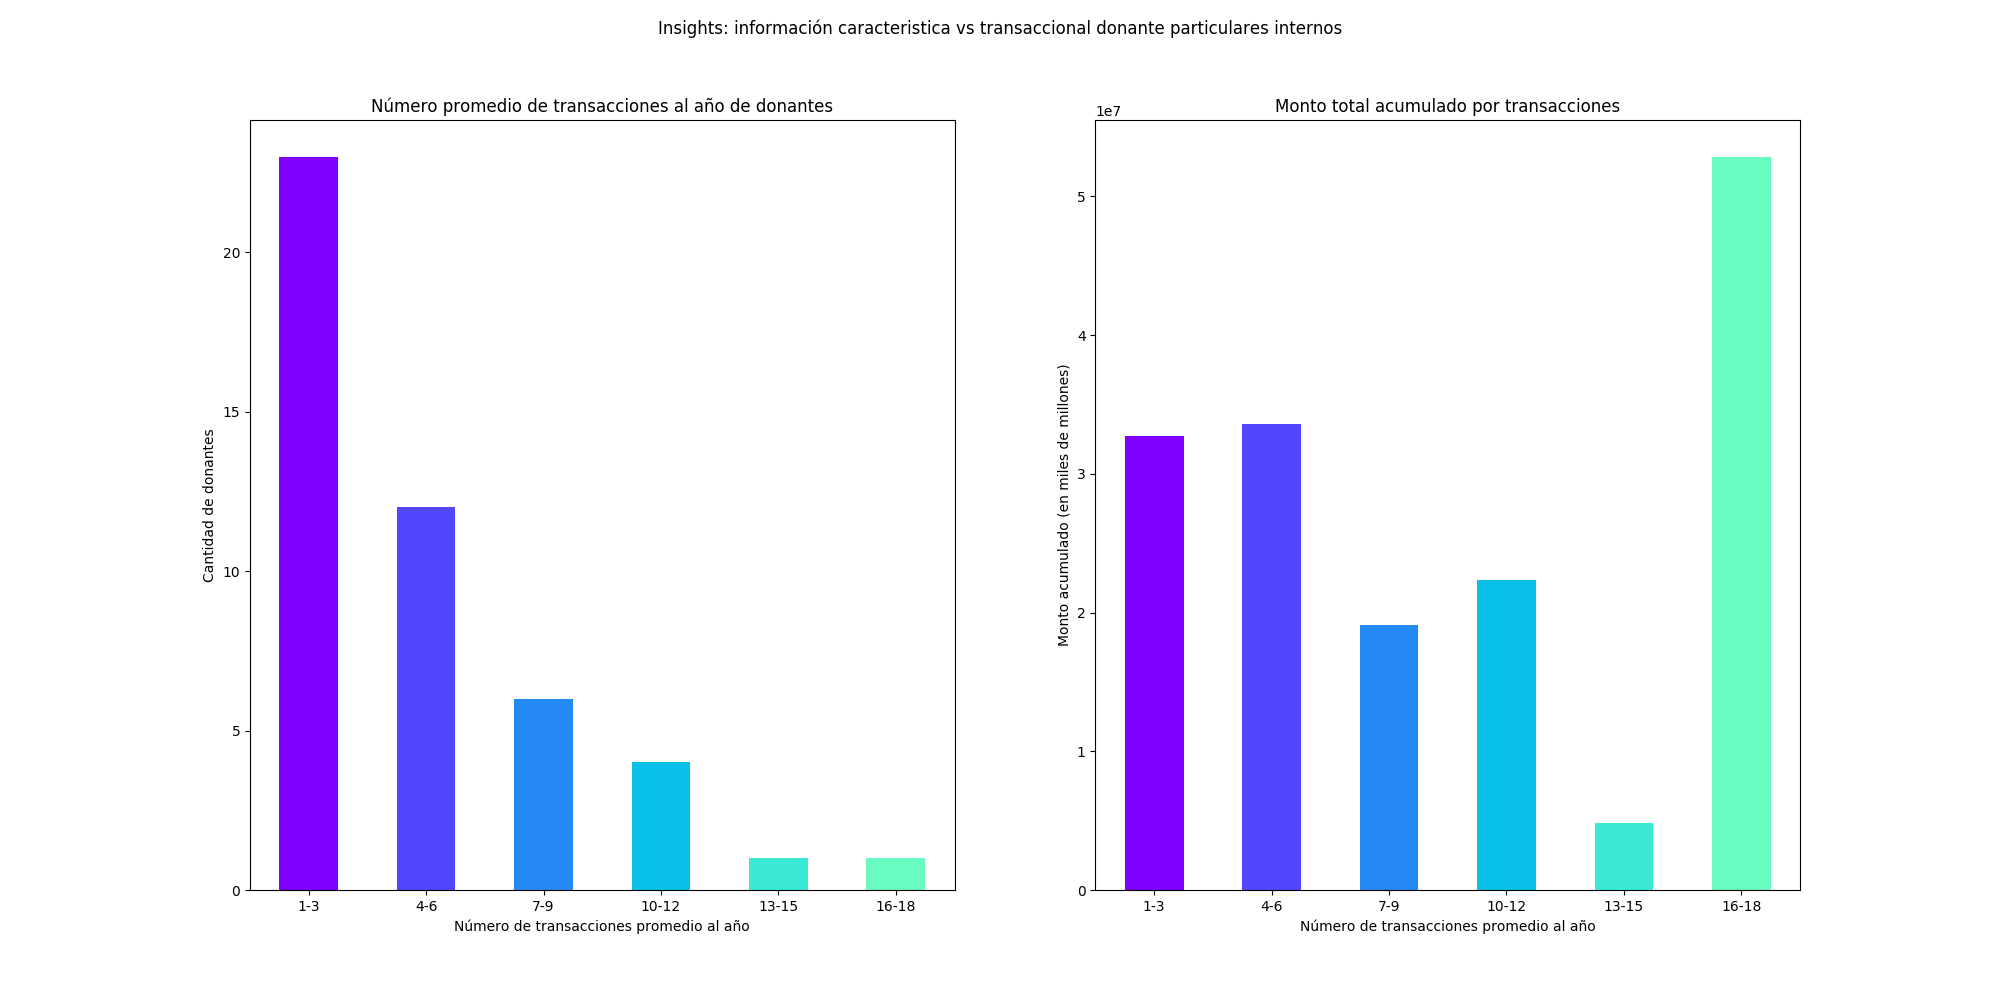 Insights: información caracteristica vs transaccional donante particulares internos
Número promedio de transacciones al año de donantes
Cantidad de donantes
20
15
10
5
0
1-3 4-6 7-9 10-12 13-15 16-18
Número de transacciones promedio al año
Monto total acumulado por transacciones
1e7
Monto acumulado (en miles de millones)
5
4
3
2
1
0
1-3 4-6 7-9 10-12 13-15 16-18
Número de transacciones promedio al año